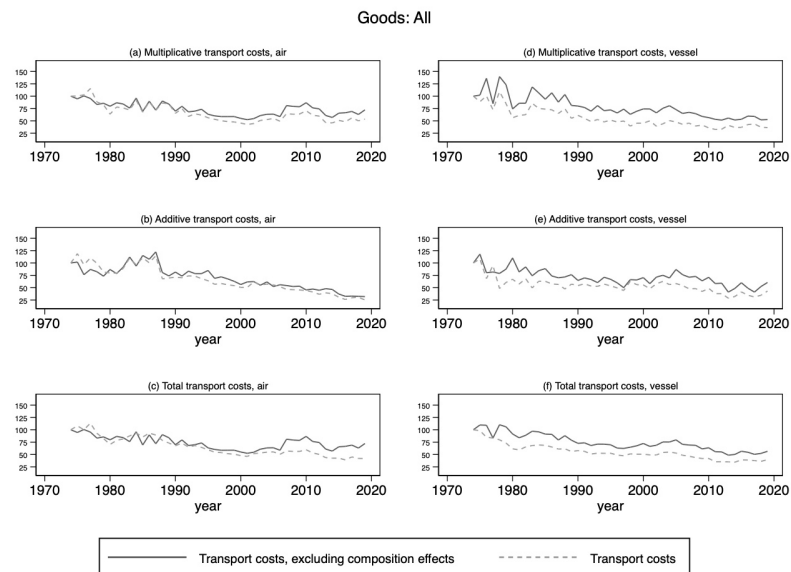 Goods: All
(a) Multiplicative transport costs, air
150
125
100
75
50
25
1970 1980 1990 2000 2010 2020
year
(d) Multiplicative transport costs, vessel
150
125
100
75
50
25
1970 1980 1990 2000 2010 2020
year
(b) Additive transport costs, air
150
125
100
75
50
25
1970 1980 1990 2000 2010 2020
year
(e) Additive transport costs, vessel
150
125
100
75
50
25
1970 1980 1990 2000 2010 2020
year
(c) Total transport costs, air
150
125
100
75
50
25
1970 1980 1990 2000 2010 2020
year
(f) Total transport costs, vessel
150
125
100
75
50
25
1970 1980 1990 2000 2010 2020
year
Transport costs, excluding composition effects
Transport costs